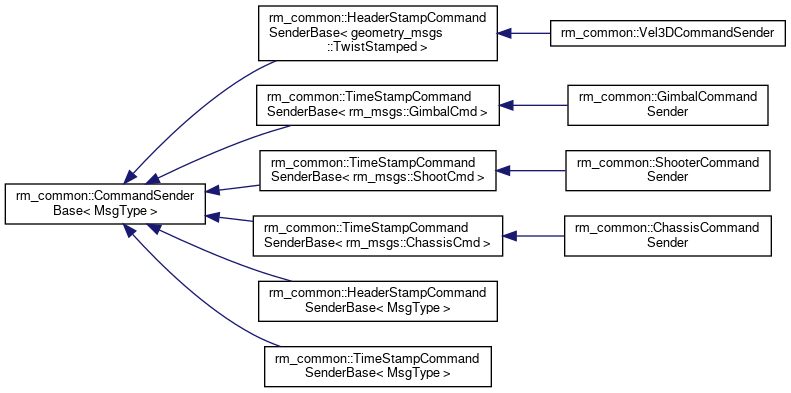 rm_common::HeaderStampCommand
SenderBase< geometry_msgs
::TwistStamped >
rm_common::Vel3DCommandSender
rm_common::TimeStampCommand
SenderBase< rm_msgs::GimbalCmd >
rm_common::GimbalCommand
Sender
rm_common::TimeStampCommand
SenderBase< rm_msgs::ShootCmd >
rm_common::ShooterCommand
Sender
rm_common::CommandSender
Base< MsgType >
rm_common::TimeStampCommand
SenderBase< rm_msgs::ChassisCmd >
rm_common::ChassisCommand
Sender
rm_common::HeaderStampCommand
SenderBase< MsgType >
rm_common::TimeStampCommand
SenderBase< MsgType >